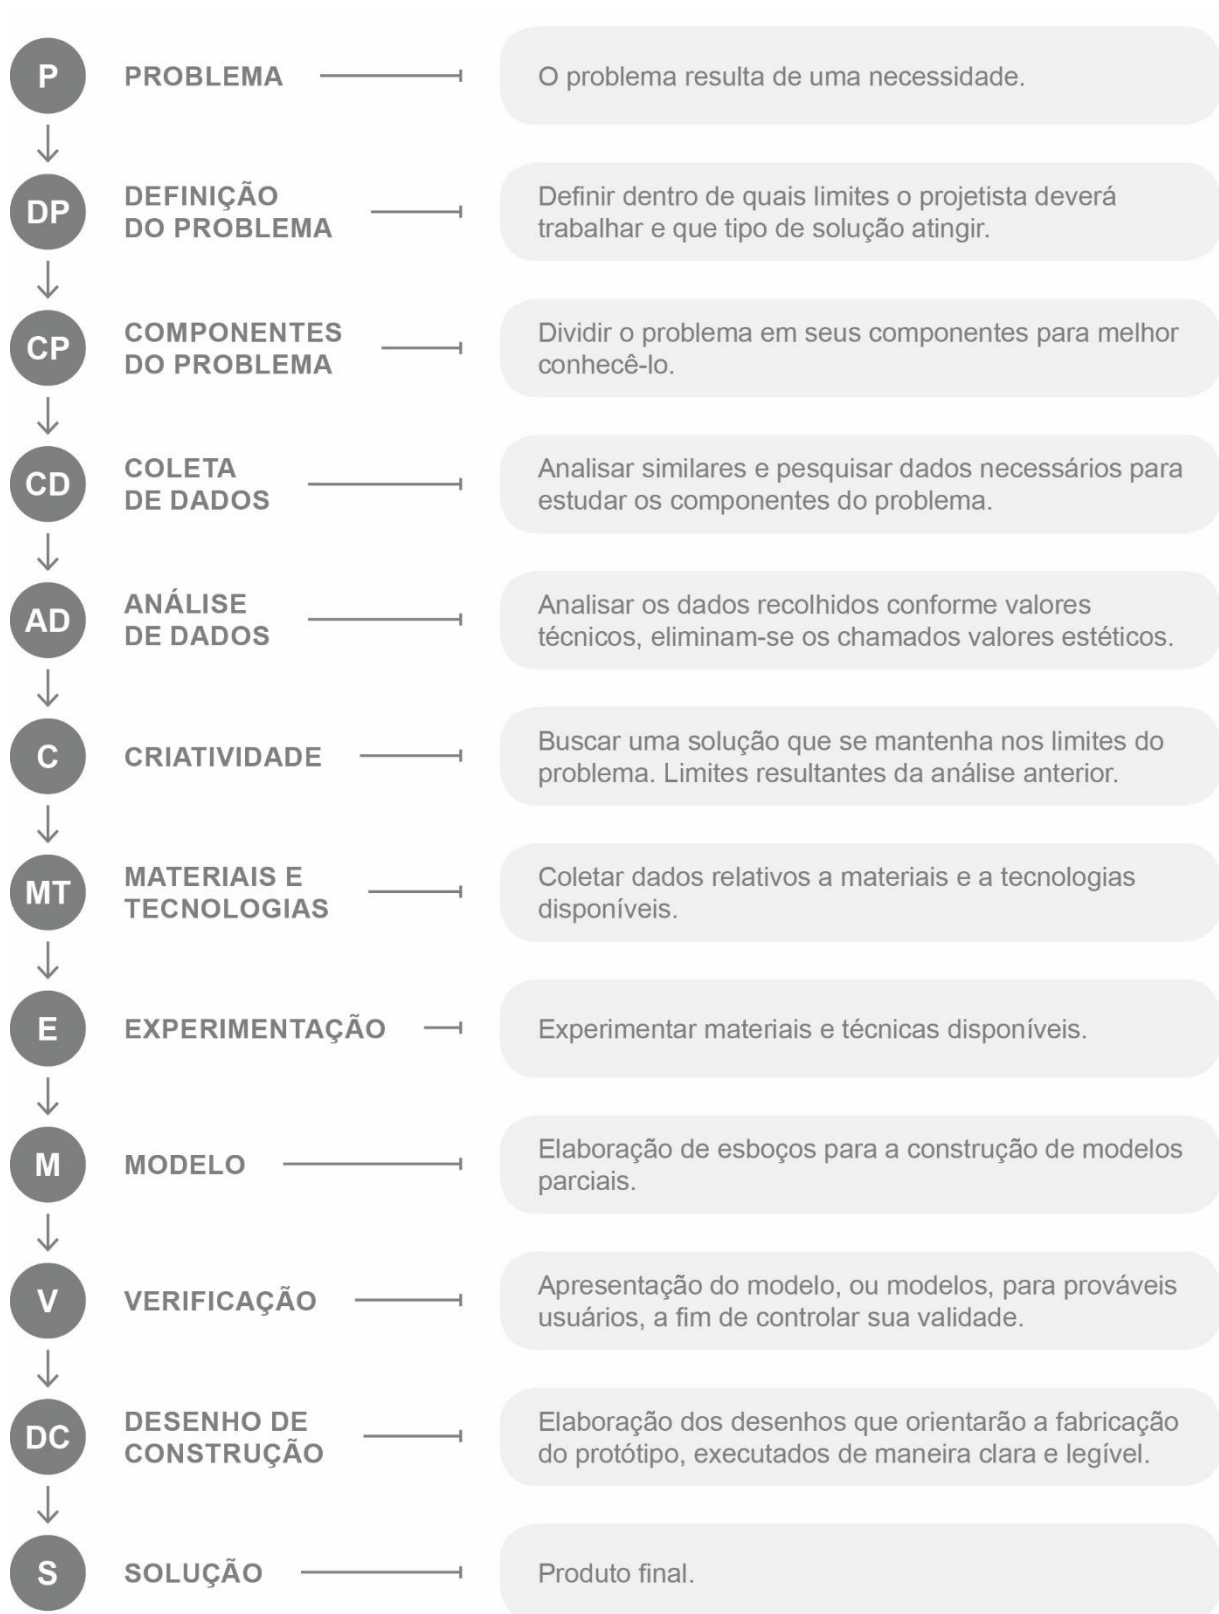 P
PROBLEMA
O problema resulta de uma necessidade.
DP
DEFINIÇÃO
DO PROBLEMA
Definir dentro de quais limites o projetista deverá
trabalhar e que tipo de solução atingir.
CP
COMPONENTES
DO PROBLEMA
Dividir o problema em seus componentes para melhor
conhecê-lo.
CD
COLETA
DE DADOS
Analisar similares e pesquisar dados necessários para
estudar os componentes do problema.
AD
ANÁLISE
DE DADOS
Analisar os dados recolhidos conforme valores
técnicos, eliminam-se os chamados valores estéticos.
C
CRIATIVIDADE
Buscar uma solução que se mantenha nos limites do
problema. Limites resultantes da análise anterior.
MT
MATERIAIS E
TECNOLOGIAS
Coletar dados relativos a materiais e a tecnologias
disponíveis.
E
EXPERIMENTAÇÃO
Experimentar materiais e técnicas disponíveis.
M
MODELO
Elaboração de esboços para a construção de modelos
parciais.
V
VERIFICAÇÃO
Apresentação do modelo, ou modelos, para prováveis
usuários, a fim de controlar sua validade.
DC
DESENHO DE
CONSTRUÇÃO
Elaboração dos desenhos que orientarão a fabricação
do protótipo, executados de maneira clara e legível.
S
SOLUÇÃO
Produto final.